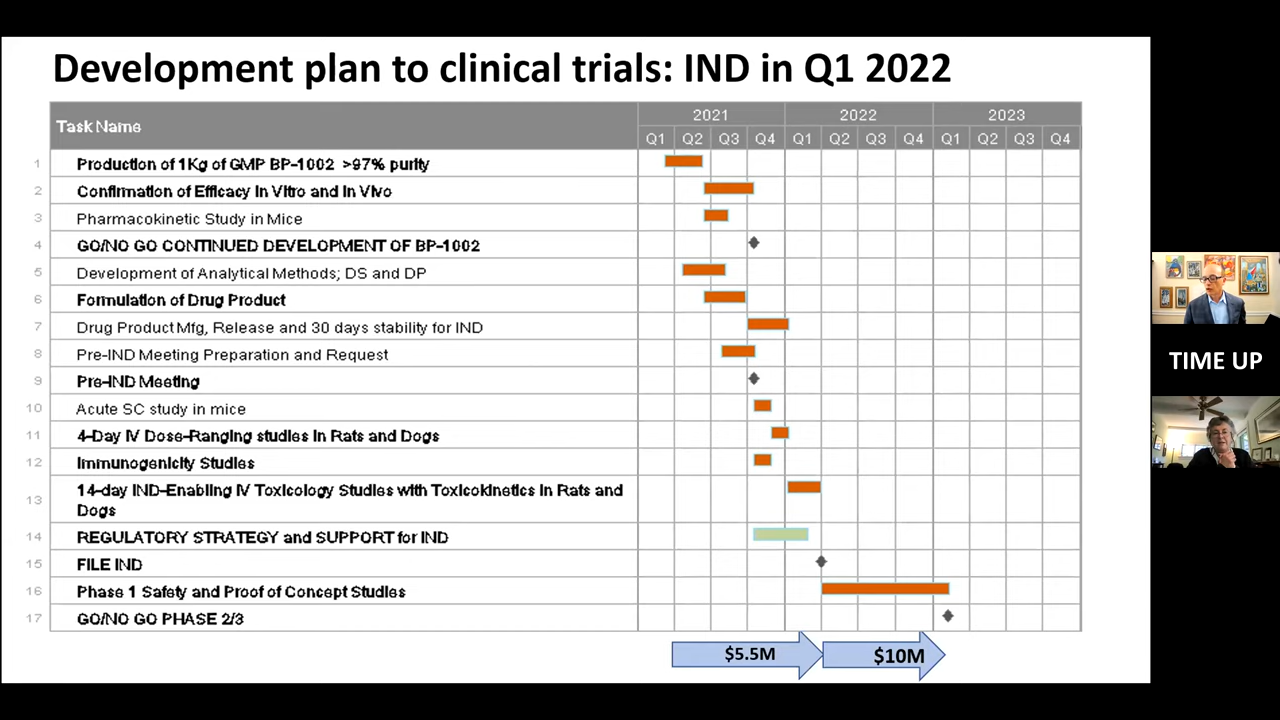 Development plan to clinical trials: IND in Q1 2022
Task Name
2021 2022 2023
Q1 Q2 Q3 Q4 Q1 Q2 Q3 Q4 Q1 Q2 Q3 Q4
1 Production of 1Kg of GMP BP-1002 >97% purity
2 Confirmation of Efficacy In Vitro and In Vivo
3 Pharmacokinetic Study in Mice
4 GO/NO GO CONTINUED DEVELOPMENT OF BP-1002
5 Development of Analytical Methods; DS and DP
6 Formulation of Drug Product
7 Drug Product Mfg, Release and 30 days stability for IND
8 Pre-IND Meeting Preparation and Request
9 Pre-IND Meeting
10 Acute SC study in mice
11 4-Day IV Dose-Ranging studies in Rats and Dogs
12 Immunogenicity Studies
13 14-day IND-Enabling IV Toxicology Studies with Toxicokinetics in Rats and
Dogs
14 REGULATORY STRATEGY and SUPPORT for IND
15 FILE IND
16 Phase 1 Safety and Proof of Concept Studies
17 GO/NO GO PHASE 2/3
$5.5M $10M
TIME UP